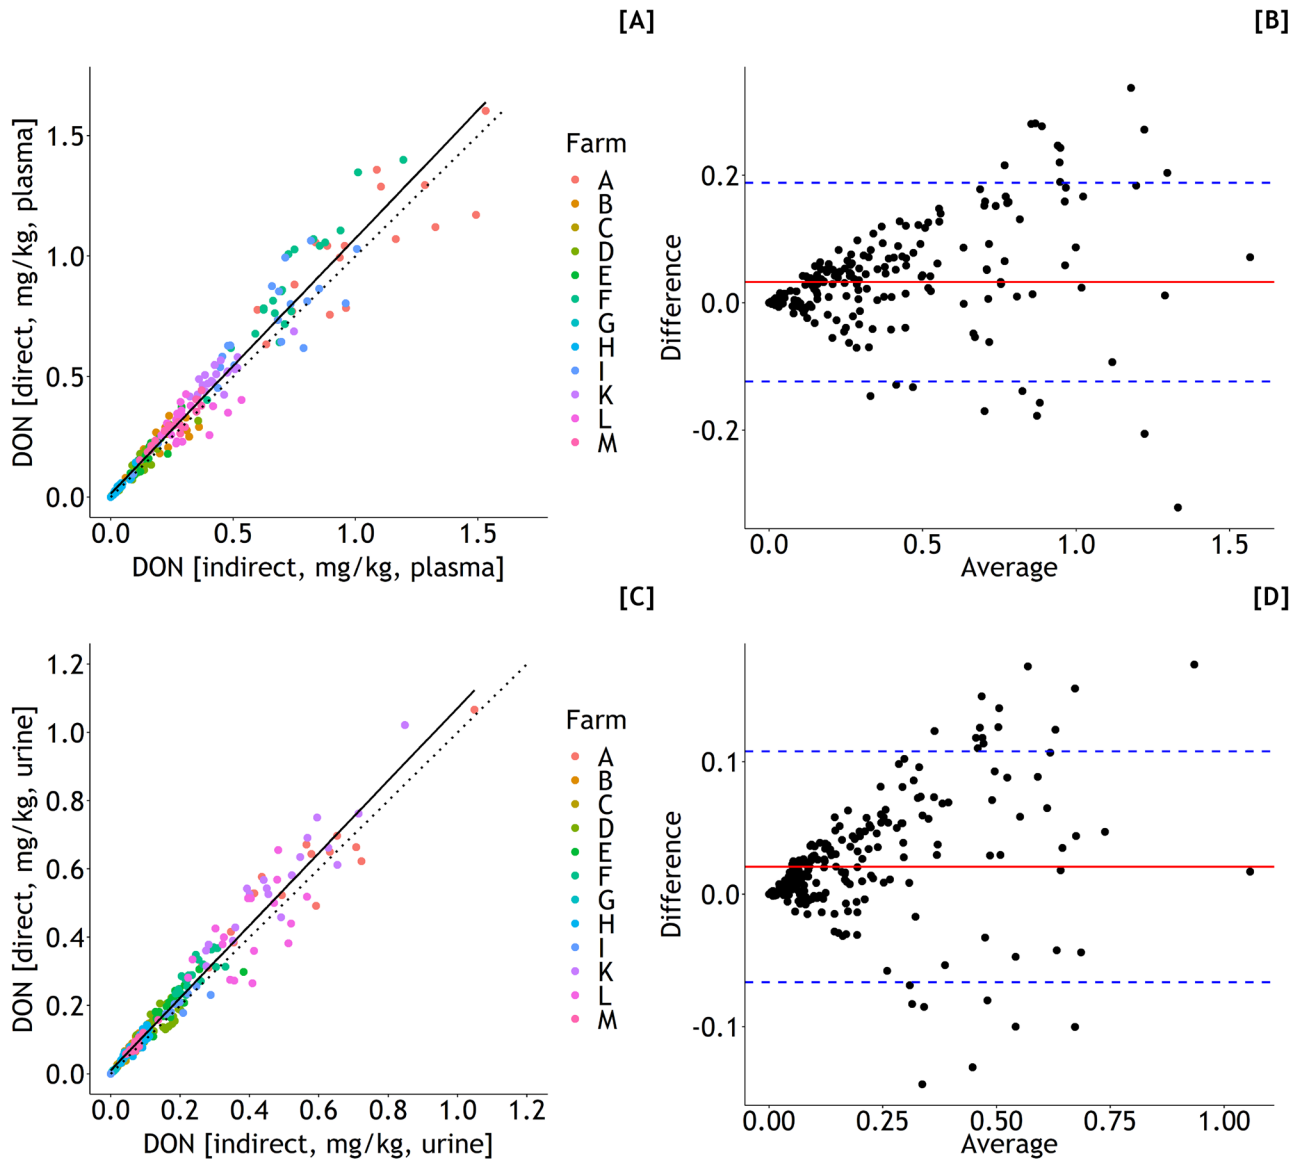 [A]
DON [direct, mg/kg, plasma]
1.5
1.0
0.5
0.0
0.0 0.5 1.0 1.5
DON [indirect, mg/kg, plasma]
Farm
A
B
C
D
E
F
G
H
I
K
L
M
[B]
Difference
0.2
0.0
-0.2
0.0 0.5 1.0 1.5
Average
[C]
DON [direct, mg/kg, urine]
1.2
1.0
0.8
0.6
0.4
0.2
0.0
0.0 0.2 0.4 0.6 0.8 1.0 1.2
DON [indirect, mg/kg, urine]
Farm
A
B
C
D
E
F
G
H
I
K
L
M
[D]
Difference
0.1
0.0
-0.1
0.00 0.25 0.50 0.75 1.00
Average